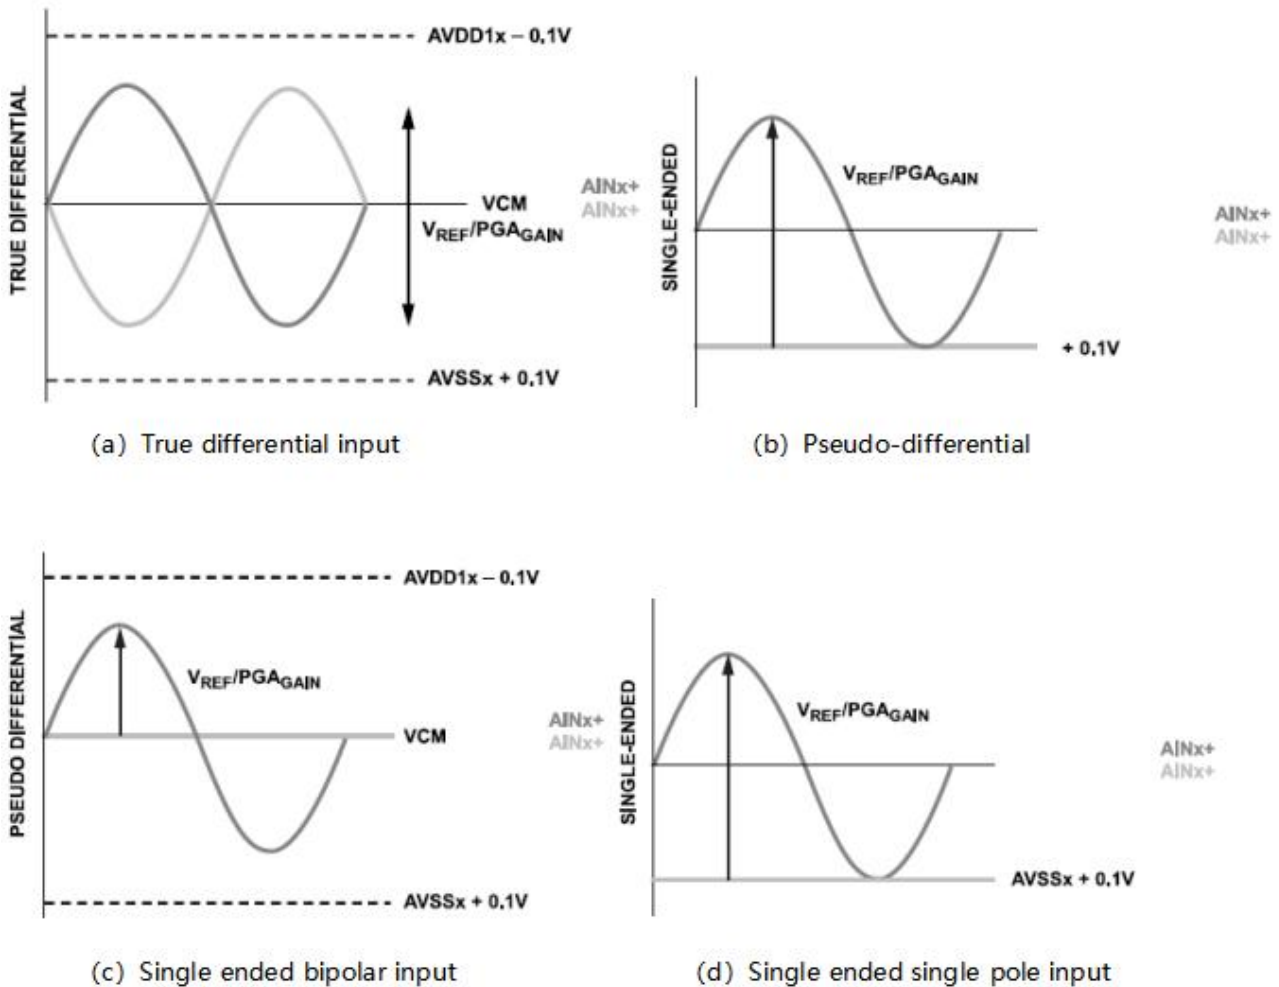 AVDD1x – 0.1V
TRUE DIFFERENTIAL
VCM
VREF/PGAGAIN
AVSSx + 0.1V
AINx+
AINx+
(a) True differential input
SINGLE-ENDED
VREF/PGAGAIN
+ 0.1V
AINx+
AINx+
(b) Pseudo-differential
AVDD1x – 0.1V
PSEUDO DIFFERENTIAL
VREF/PGAGAIN
VCM
AVSSx + 0.1V
AINx+
AINx+
(c) Single ended bipolar input
SINGLE-ENDED
VREF/PGAGAIN
AVSSx + 0.1V
AINx+
AINx+
(d) Single ended single pole input